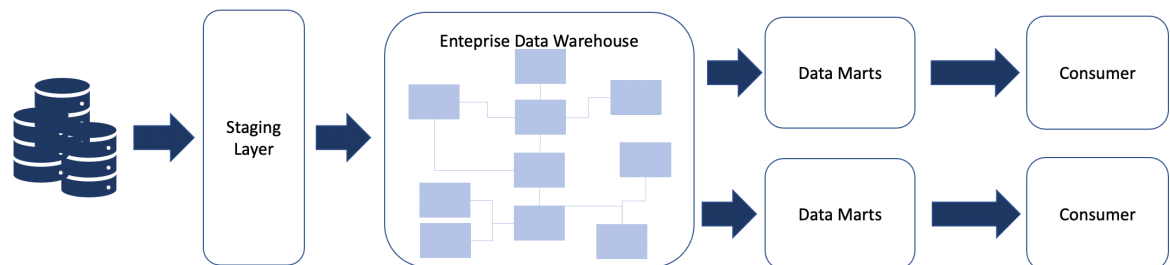 Staging
Layer
Enteprise Data Warehouse
Data Marts
Consumer
Data Marts
Consumer